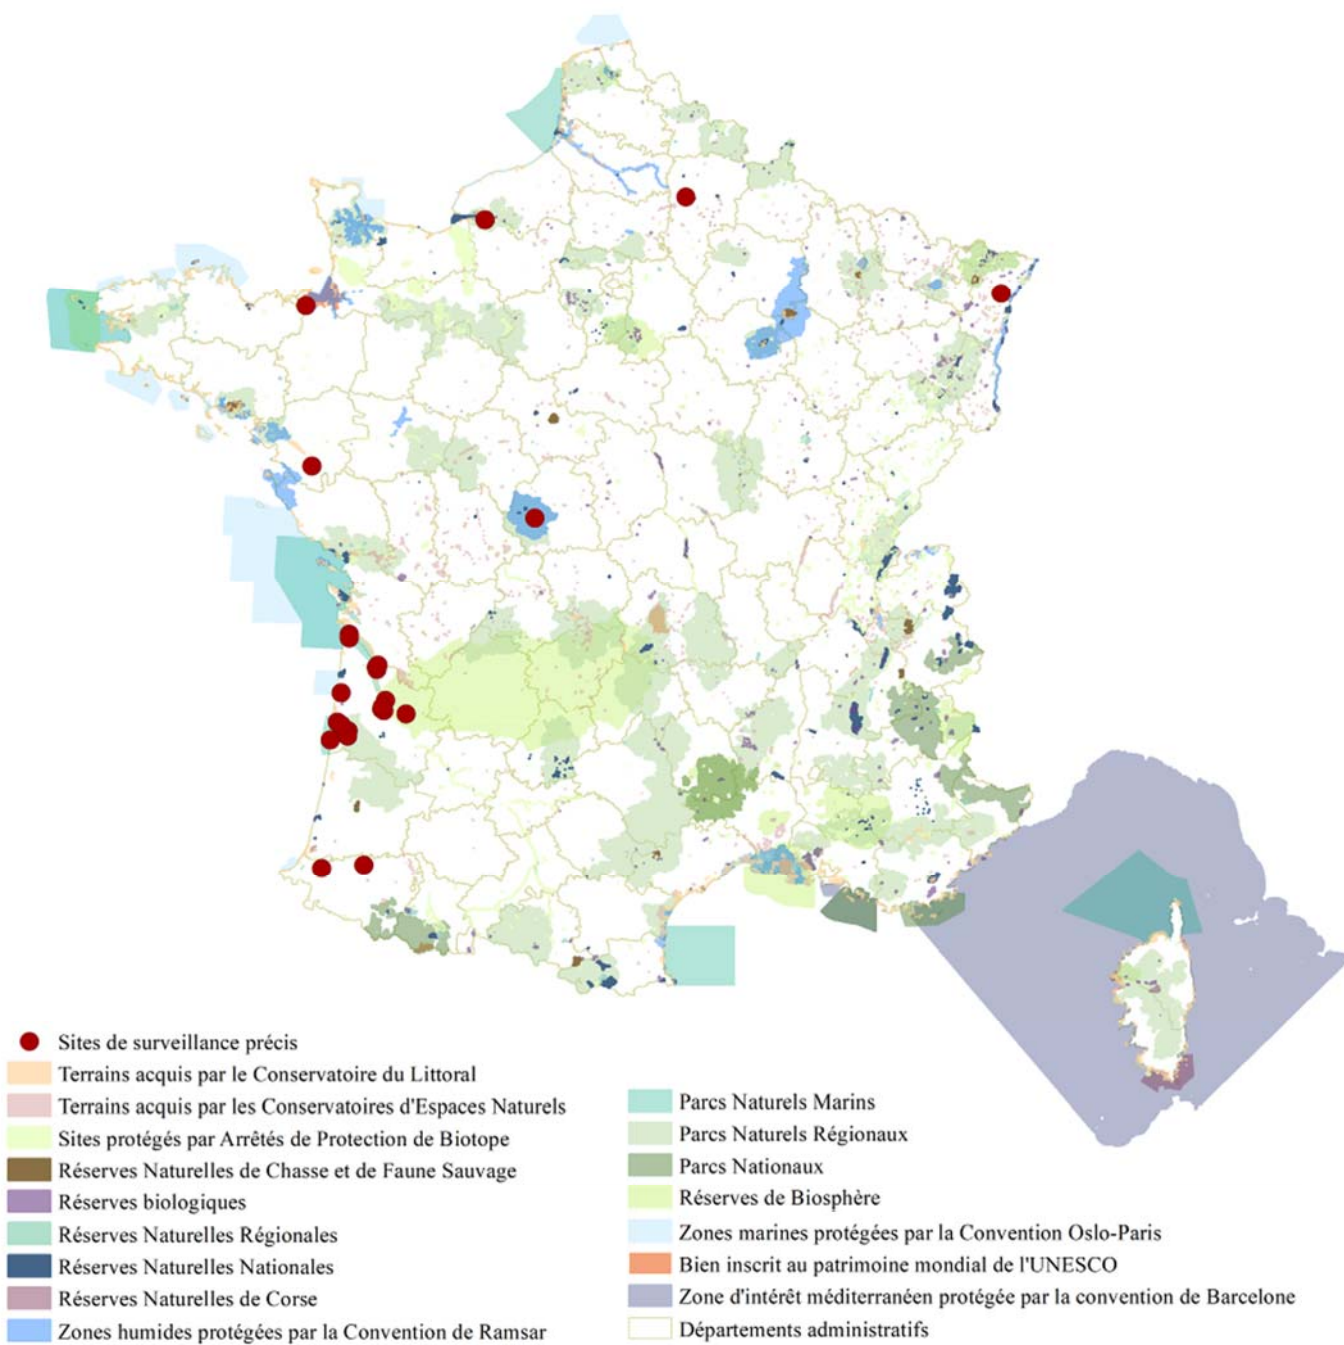 Sites de surveillance précis
Terrains acquis par le Conservatoire du Littoral
Terrains acquis par les Conservatoires d'Espaces Naturels
Sites protégés par Arrêtés de Protection de Biotope
Réserves Naturelles de Chasse et de Faune Sauvage
Réserves biologiques
Réserves Naturelles Régionales
Réserves Naturelles Nationales
Réserves Naturelles de Corse
Zones humides protégées par la Convention de Ramsar
Parcs Naturels Marins
Parcs Naturels Régionaux
Parcs Nationaux
Réserves de Biosphère
Zones marines protégées par la Convention Oslo-Paris
Bien inscrit au patrimoine mondial de l'UNESCO
Zone d'intérêt méditerranéen protégée par la convention de Barcelone
Départements administratifs